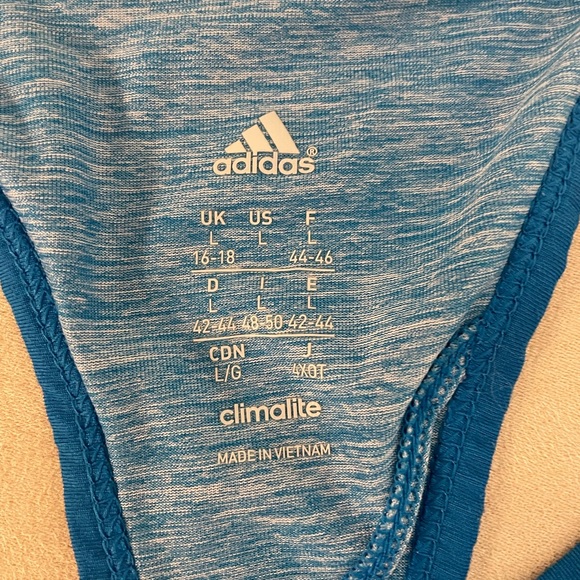 adidas®
UK US F
L L L
16-18 44-46
D I E
L L L
42-44 48-50 42-44
CDN J
L/G 4XOT
climalite
MADE IN VIETNAM